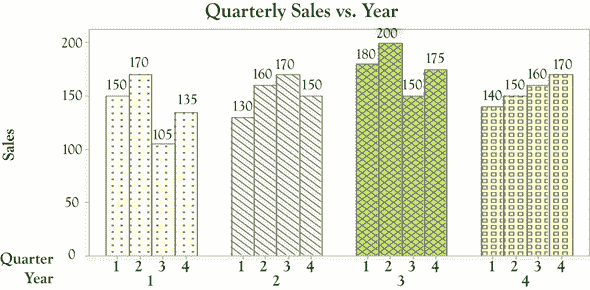 Quarterly Sales vs. Year
200
150
100
50
0
Sales
150 170 105 135
130 160 170 150
180 200 150 175
140 150 160 170
Quarter 1 2 3 4 1 2 3 4 1 2 3 4 1 2 3 4
Year 1 2 3 4